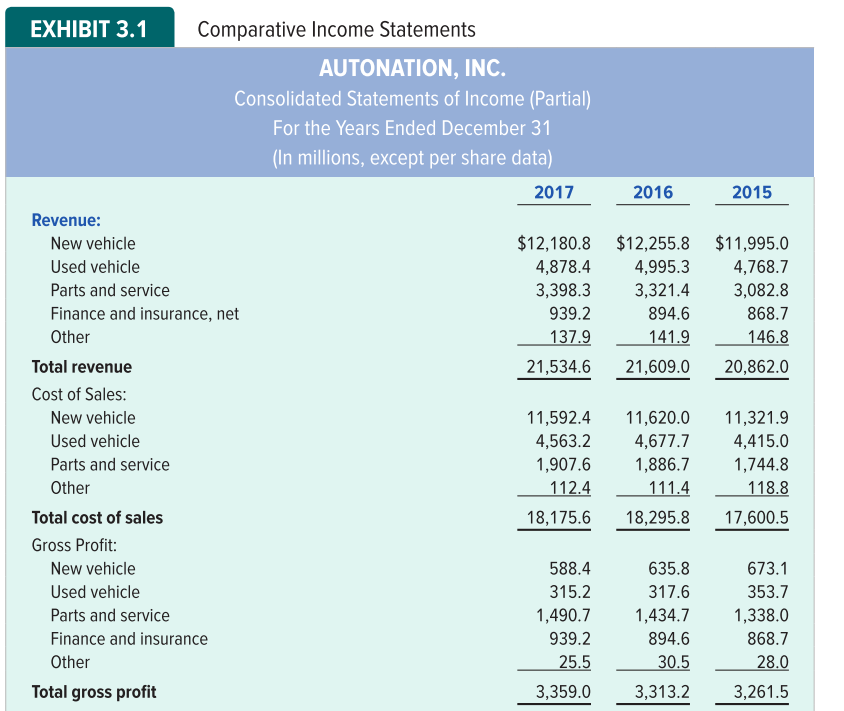 EXHIBIT 3.1 Comparative Income Statements
AUTONATION, INC.
Consolidated Statements of Income (Partial)
For the Years Ended December 31
(In millions, except per share data)
2017 2016 2015
Revenue:
New vehicle $12,180.8 $12,255.8 $11,995.0
Used vehicle 4,878.4 4,995.3 4,768.7
Parts and service 3,398.3 3,321.4 3,082.8
Finance and insurance, net 939.2 894.6 868.7
Other 137.9 141.9 146.8
Total revenue 21,534.6 21,609.0 20,862.0
Cost of Sales:
New vehicle 11,592.4 11,620.0 11,321.9
Used vehicle 4,563.2 4,677.7 4,415.0
Parts and service 1,907.6 1,886.7 1,744.8
Other 112.4 111.4 118.8
Total cost of sales 18,175.6 18,295.8 17,600.5
Gross Profit:
New vehicle 588.4 635.8 673.1
Used vehicle 315.2 317.6 353.7
Parts and service 1,490.7 1,434.7 1,338.0
Finance and insurance 939.2 894.6 868.7
Other 25.5 30.5 28.0
Total gross profit 3,359.0 3,313.2 3,261.5